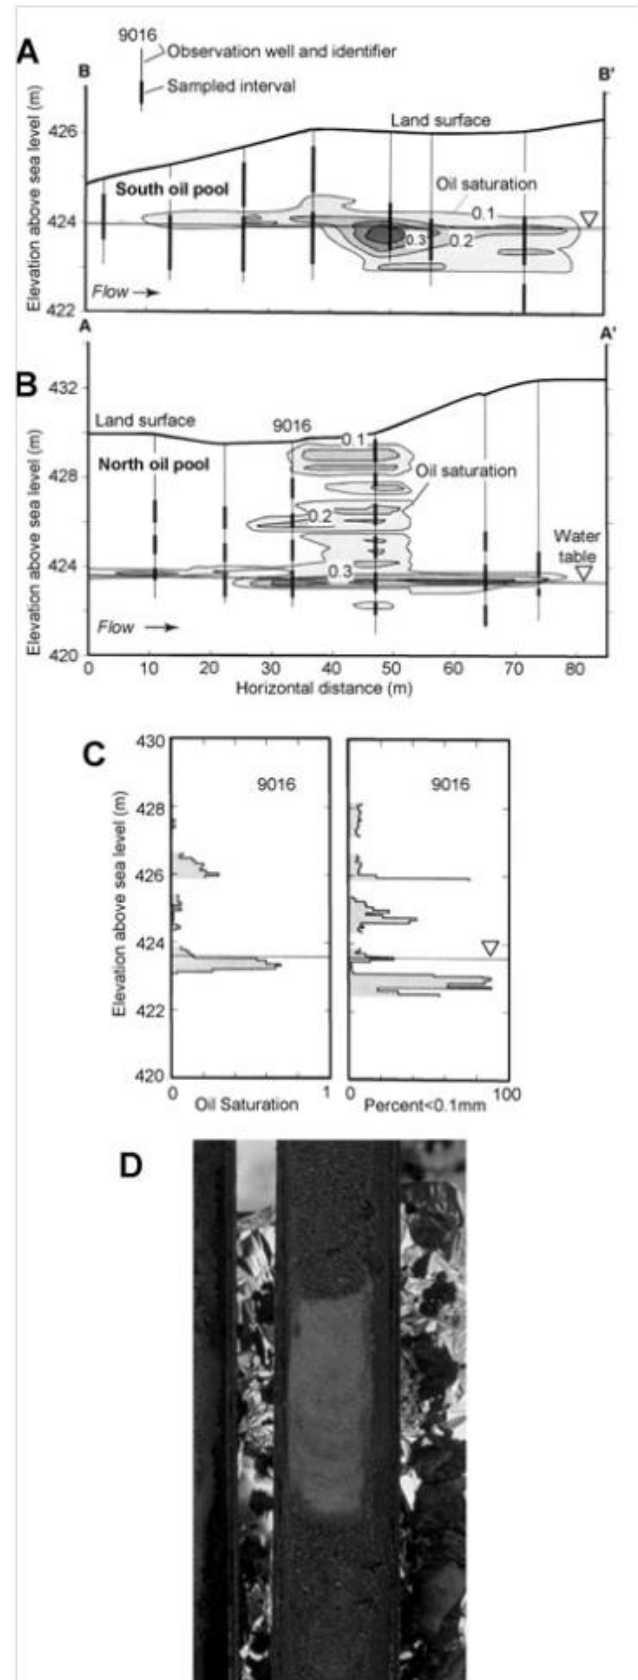 A
9016
Observation well and identifier
Sampled interval
B
B'
Elevation above sea level (m)
426
424
422
Land surface
South oil pool
Oil saturation
0.1
0.3
0.2
Flow
A
A'
B
Elevation above sea level (m)
432
428
424
420
Land surface
9016
0.1
North oil pool
Oil saturation
0.2
Water
table
0.3
Flow
0 10 20 30 40 50 60 70 80
Horizontal distance (m)
C
Elevation above sea level (m)
430
428
426
424
422
420
9016
9016
0 1
Oil Saturation
0 100
Percent<0.1mm
D